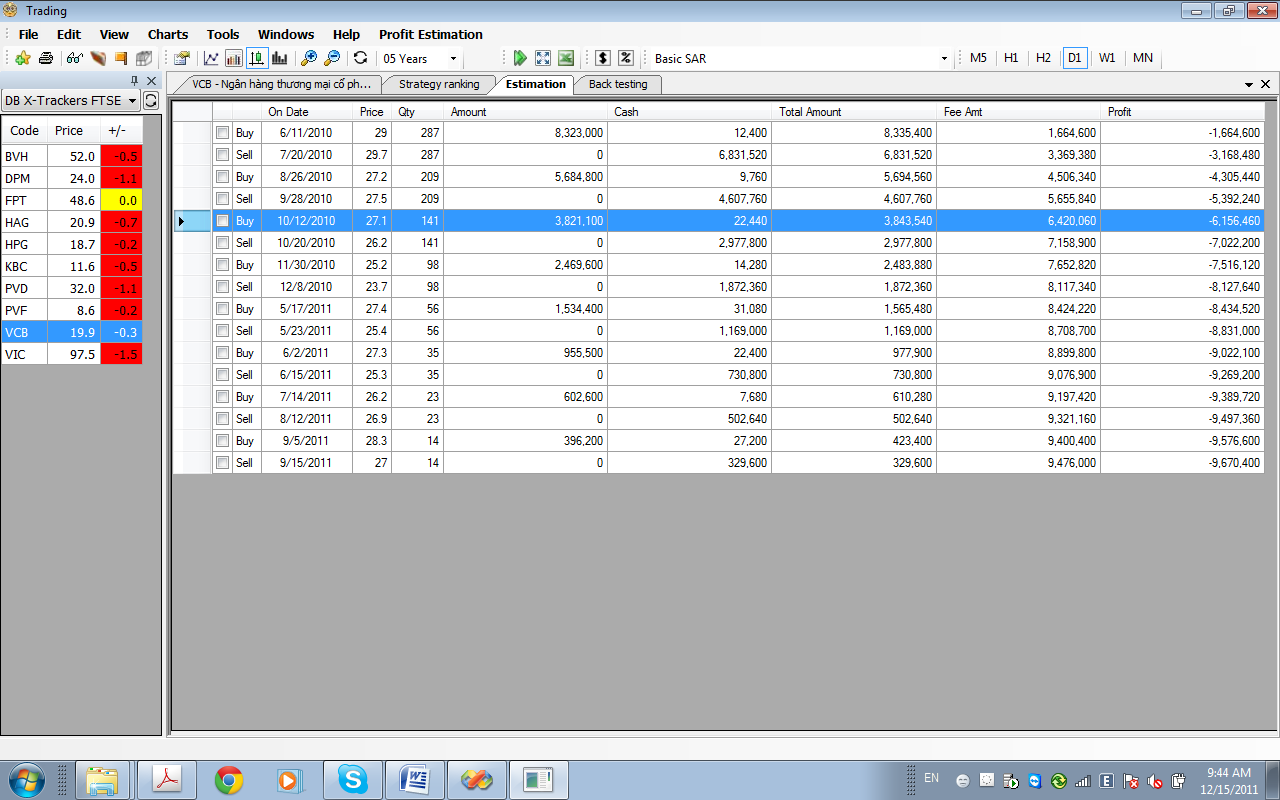 Trading
File Edit View Charts Tools Windows Help Profit Estimation
05 Years $ % Basic SAR M5 H1 H2 D1 W1 MN
VCB - Ngân hàng thương mại cổ ph... Strategy ranking Estimation Back testing
DB X-Trackers FTSE
Code Price +/-
BVH 52.0 -0.5
DPM 24.0 -1.1
FPT 48.6 0.0
HAG 20.9 -0.7
HPG 18.7 -0.2
KBC 11.6 -0.5
PVD 32.0 -1.1
PVF 8.6 -0.2
VCB 19.9 -0.3
VIC 97.5 -1.5
On Date Price Qty Amount Cash Total Amount Fee Amt Profit
Buy 6/11/2010 29 287 8,323,000 12,400 8,335,400 1,664,600 -1,664,600
Sell 7/20/2010 29.7 287 0 6,831,520 6,831,520 3,369,380 -3,168,480
Buy 8/26/2010 27.2 209 5,684,800 9,760 5,694,560 4,506,340 -4,305,440
Sell 9/28/2010 27.5 209 0 4,607,760 4,607,760 5,655,840 -5,392,240
Buy 10/12/2010 27.1 141 3,821,100 22,440 3,843,540 6,420,060 -6,156,460
Sell 10/20/2010 26.2 141 0 2,977,800 2,977,800 7,158,900 -7,022,200
Buy 11/30/2010 25.2 98 2,469,600 14,280 2,483,880 7,652,820 -7,516,120
Sell 12/8/2010 23.7 98 0 1,872,360 1,872,360 8,117,340 -8,127,640
Buy 5/17/2011 27.4 56 1,534,400 31,080 1,565,480 8,424,220 -8,434,520
Sell 5/23/2011 25.4 56 0 1,169,000 1,169,000 8,708,700 -8,831,000
Buy 6/2/2011 27.3 35 955,500 22,400 977,900 8,899,800 -9,022,100
Sell 6/15/2011 25.3 35 0 730,800 730,800 9,076,900 -9,269,200
Buy 7/14/2011 26.2 23 602,600 7,680 610,280 9,197,420 -9,389,720
Sell 8/12/2011 26.9 23 0 502,640 502,640 9,321,160 -9,497,360
Buy 9/5/2011 28.3 14 396,200 27,200 423,400 9,400,400 -9,576,600
Sell 9/15/2011 27 14 0 329,600 329,600 9,476,000 -9,670,400
EN
9:44 AM
12/15/2011